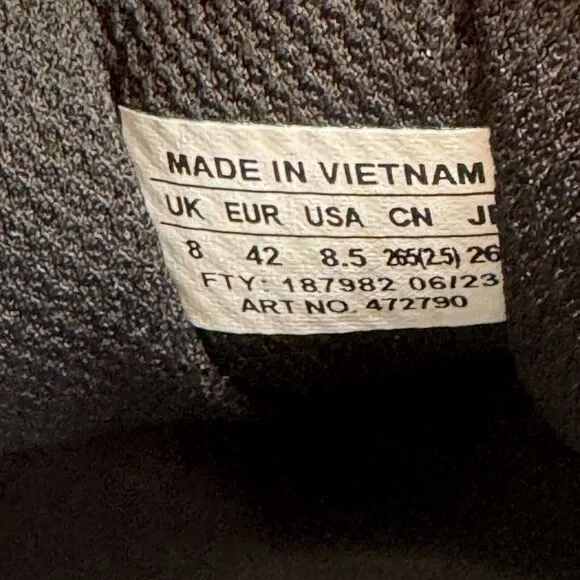 MADE IN VIETNAM
UK EUR USA CN
8 42 8.5 265(2.5)
FTY: 187982 06/23
ART NO. 472790